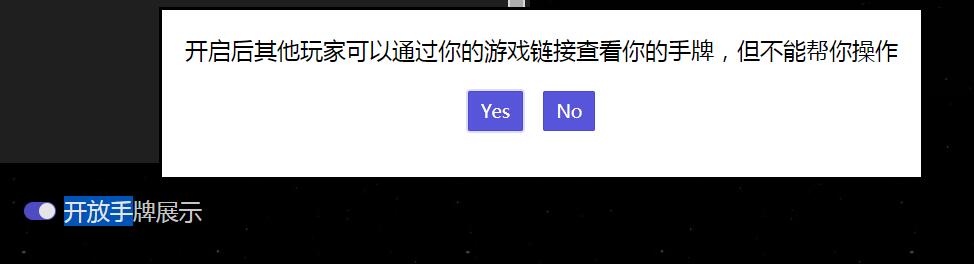 开启后其他玩家可以通过你的游戏链接查看你的手牌，但不能帮你操作
Yes No
开放手牌展示